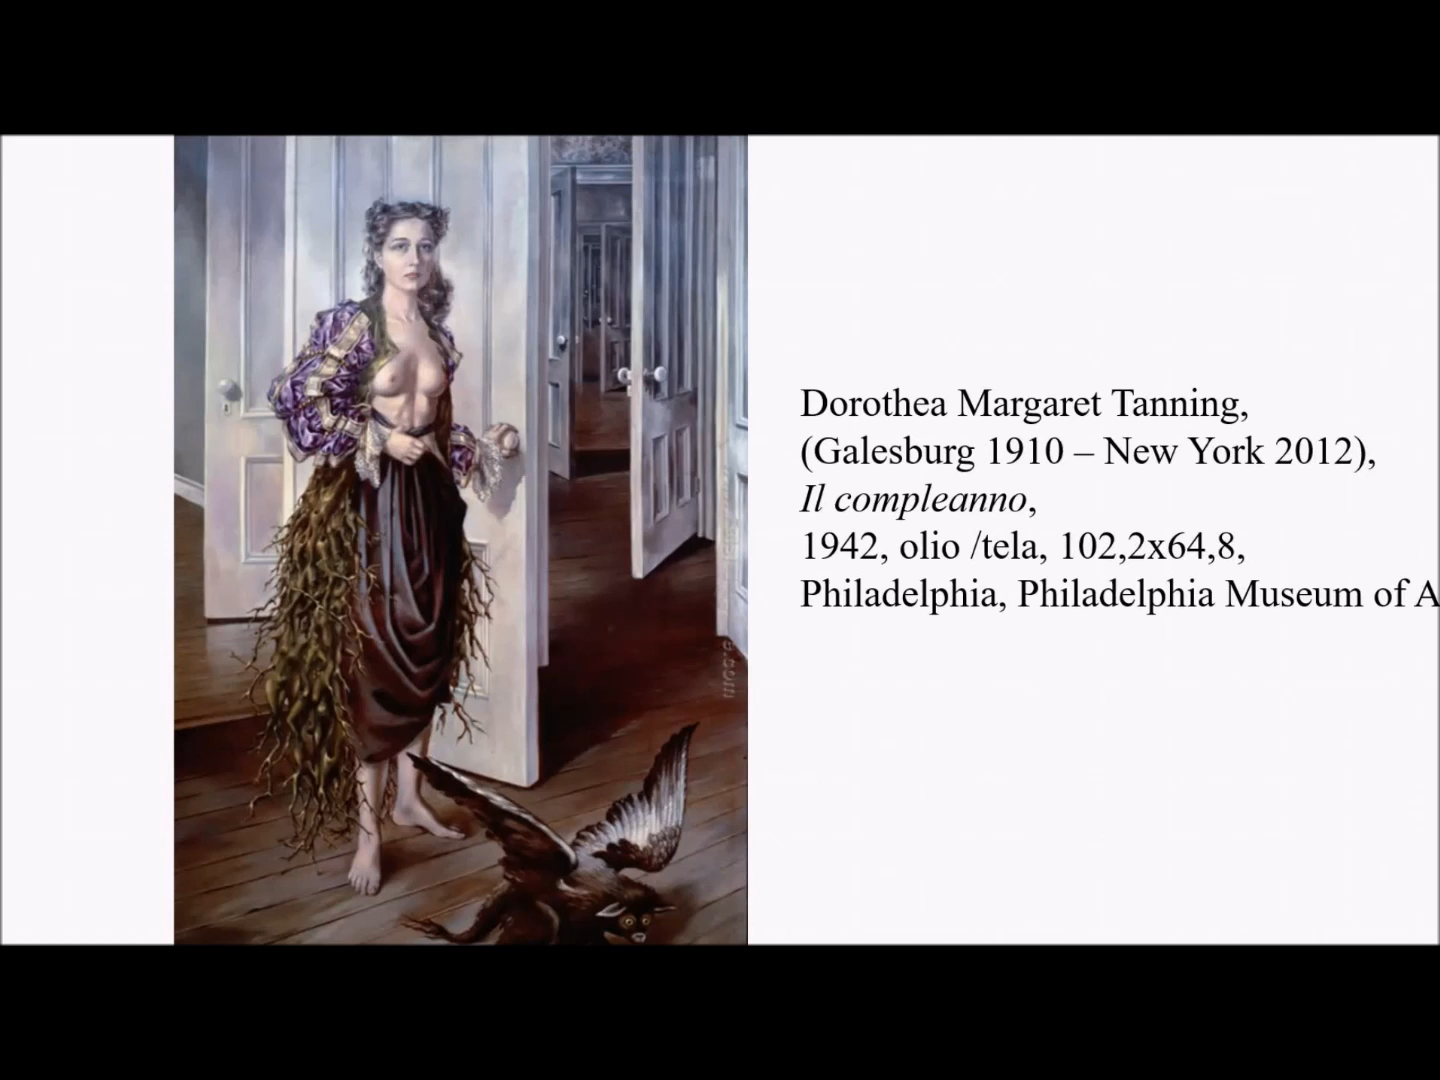 Dorothea Margaret Tanning,
(Galesburg 1910 – New York 2012),
Il compleanno,
1942, olio /tela, 102,2x64,8,
Philadelphia, Philadelphia Museum of A